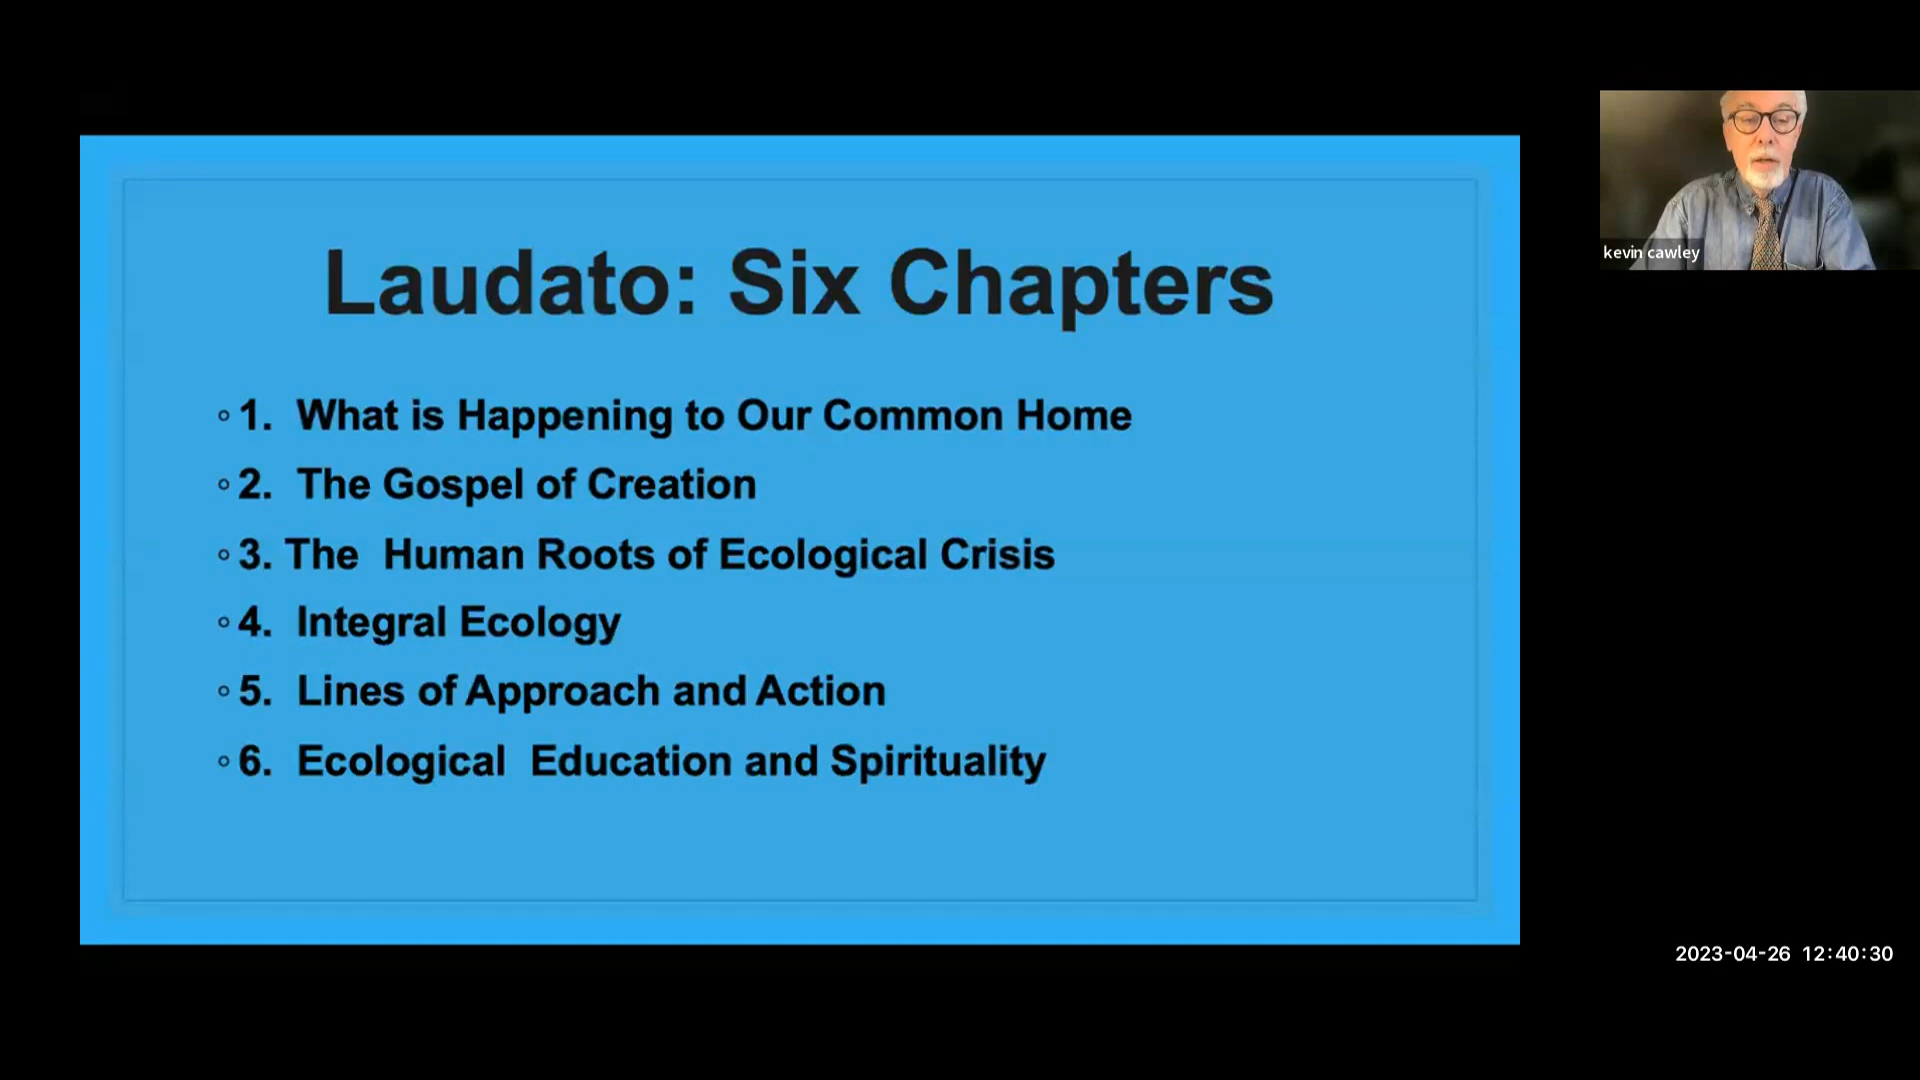 Laudato: Six Chapters
◦ 1. What is Happening to Our Common Home
◦ 2. The Gospel of Creation
◦ 3. The Human Roots of Ecological Crisis
◦ 4. Integral Ecology
◦ 5. Lines of Approach and Action
◦ 6. Ecological Education and Spirituality
kevin cawley
2023-04-26 12:40:30